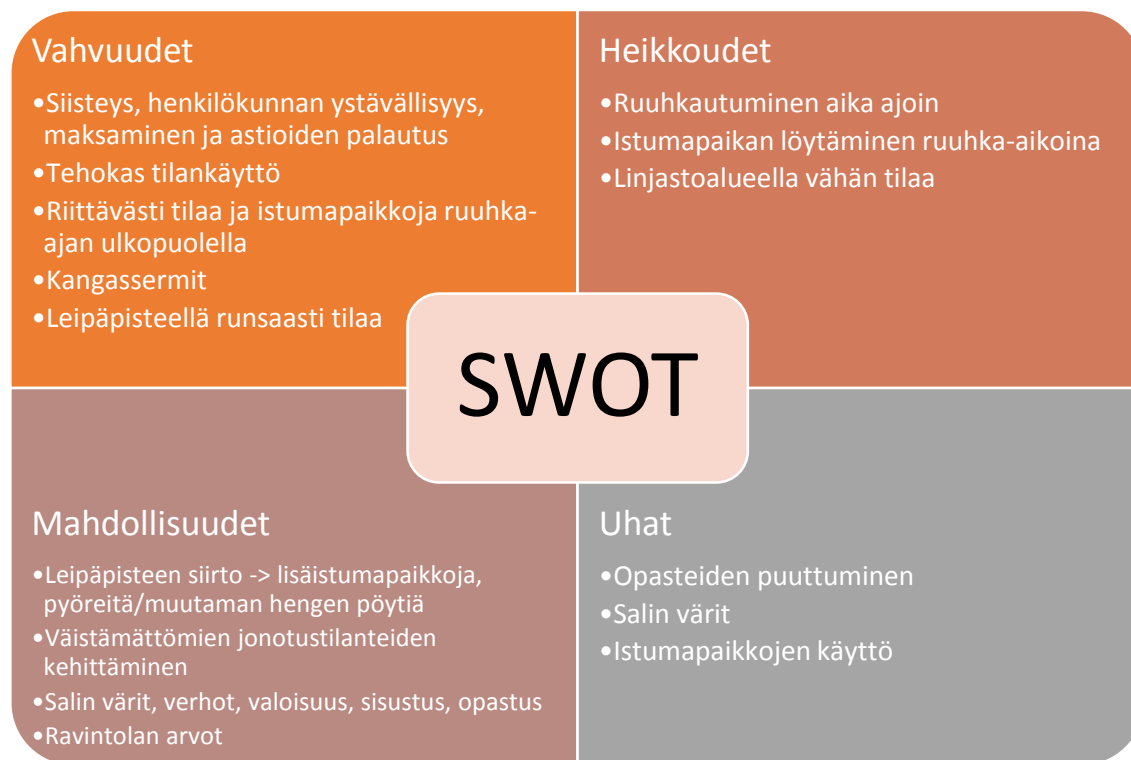 Vahvuudet
•Siisteys, henkilökunnan ystävällisyys,
maksaminen ja astioiden palautus
•Tehokas tilankäyttö
•Riittävästi tilaa ja istumapaikkoja ruuhka-
ajan ulkopuolella
•Kangassermit
•Leipäpisteellä runsaasti tilaa
Heikkoudet
•Ruuhkautuminen aika ajoin
•Istumapaikan löytäminen ruuhka-aikoina
•Linjastoalueella vähän tilaa
SWOT
Mahdollisuudet
•Leipäpisteen siirto -> lisäistumapaikkoja,
pyöreitä/muutaman hengen pöytiä
•Väistämättömien jonotustilanteiden
kehittäminen
•Salin värit, verhot, valoisuus, sisustus, opastus
•Ravintolan arvot
Uhat
•Opasteiden puuttuminen
•Salin värit
•Istumapaikkojen käyttö